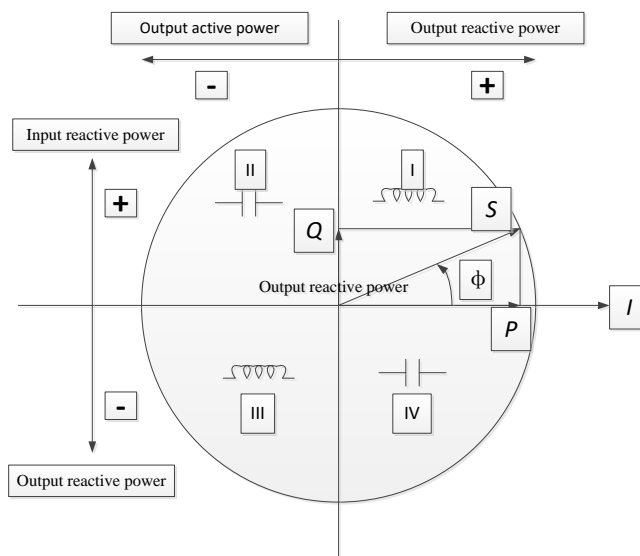 Output active power
Output reactive power
-
+
Input reactive power
II
I
+
S
Q
Output reactive power
ϕ
P
I
-
III
IV
Output reactive power